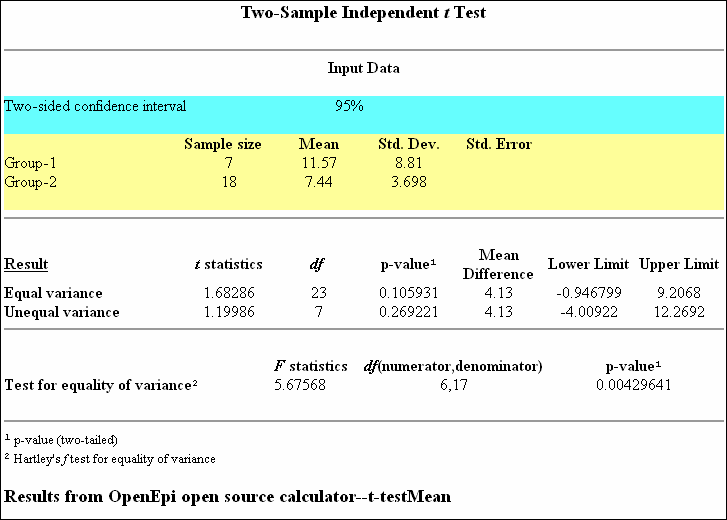 Two-Sample Independent t Test
Input Data
Two-sided confidence interval 95%
Sample size Mean Std. Dev. Std. Error
Group-1 7 11.57 8.81
Group-2 18 7.44 3.698
Result t statistics df p-value¹ Mean Difference Lower Limit Upper Limit
Equal variance 1.68286 23 0.105931 4.13 -0.946799 9.2068
Unequal variance 1.19986 7 0.269221 4.13 -4.00922 12.2692
F statistics df(numerator,denominator) p-value¹
Test for equality of variance² 5.67568 6,17 0.00429641
¹ p-value (two-tailed)
² Hartley's f test for equality of variance
Results from OpenEpi open source calculator--t-testMean